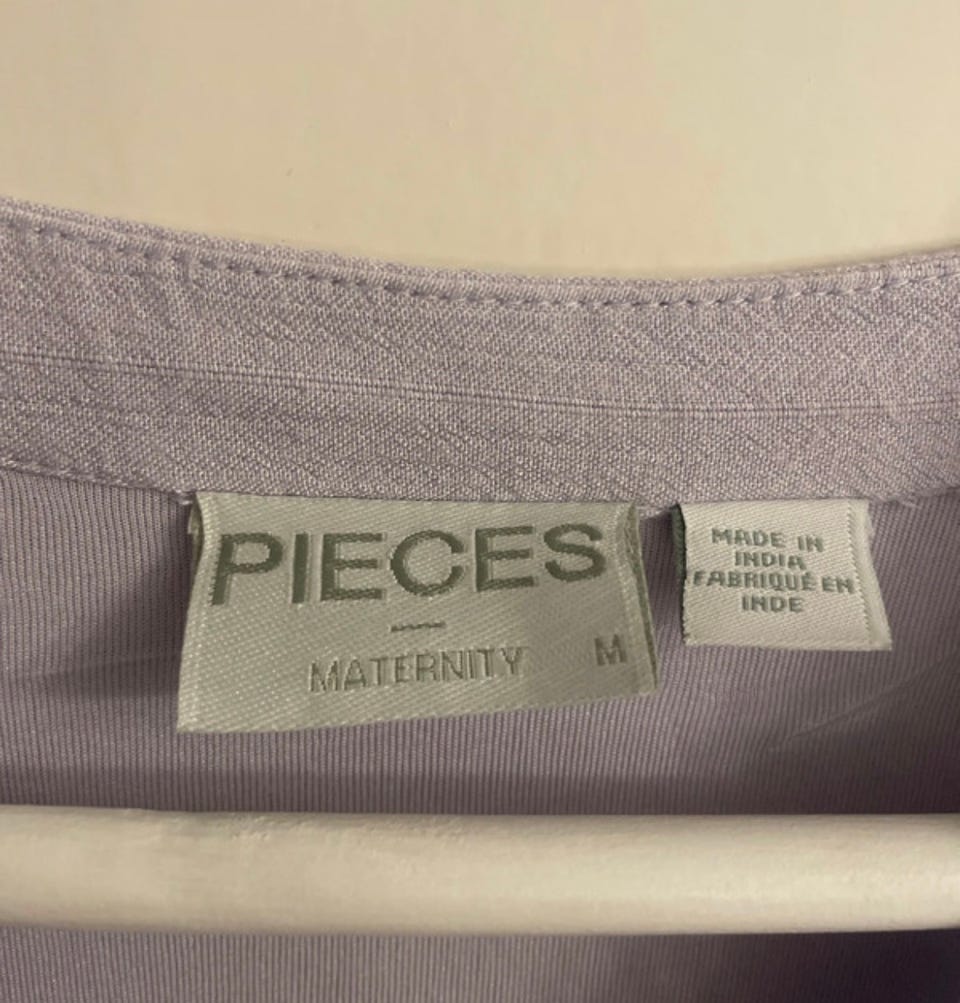 PIECES
MATERNITY M
MADE IN
INDIA
FABRIQUÉ EN
INDE